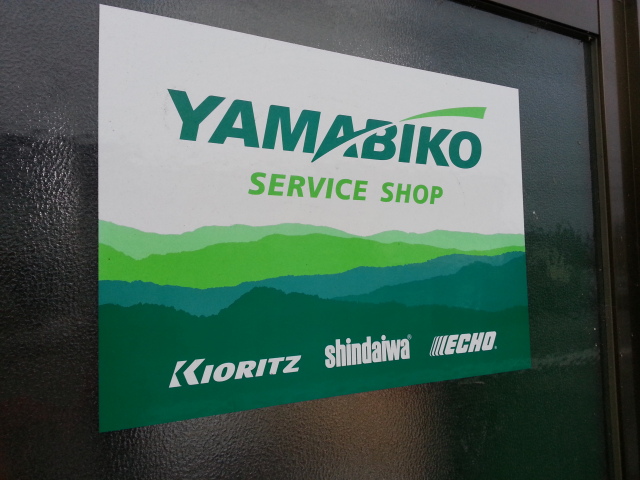 YAMABIKO
SERVICE SHOP
KIORITZ shindaiwa® ECHO®